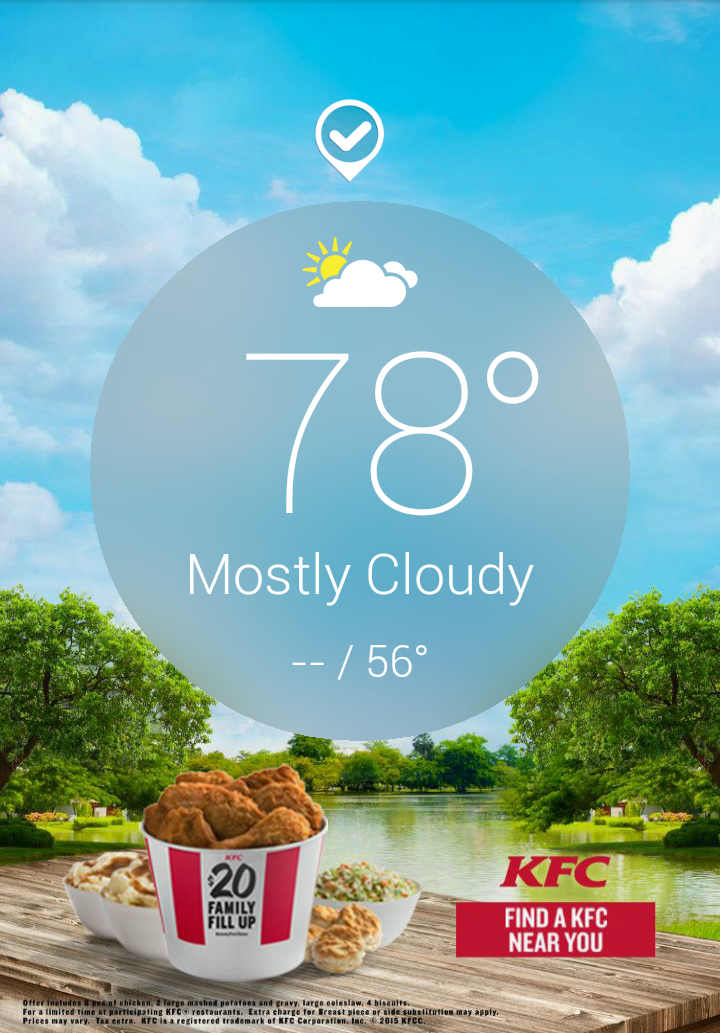 78°
Mostly Cloudy
-- / 56°
KFC
$20
FAMILY
FILL UP
KFC
FIND A KFC
NEAR YOU
Offer includes 8 pcs of chicken, 2 large mashed potatoes and gravy, large coleslaw, 4 biscuits.
For a limited time at participating KFC® restaurants. Extra charge for Breast piece or side substitution may apply.
Prices may vary. Tax extra. KFC is a registered trademark of KFC Corporation, Inc. © 2015 KFCC.